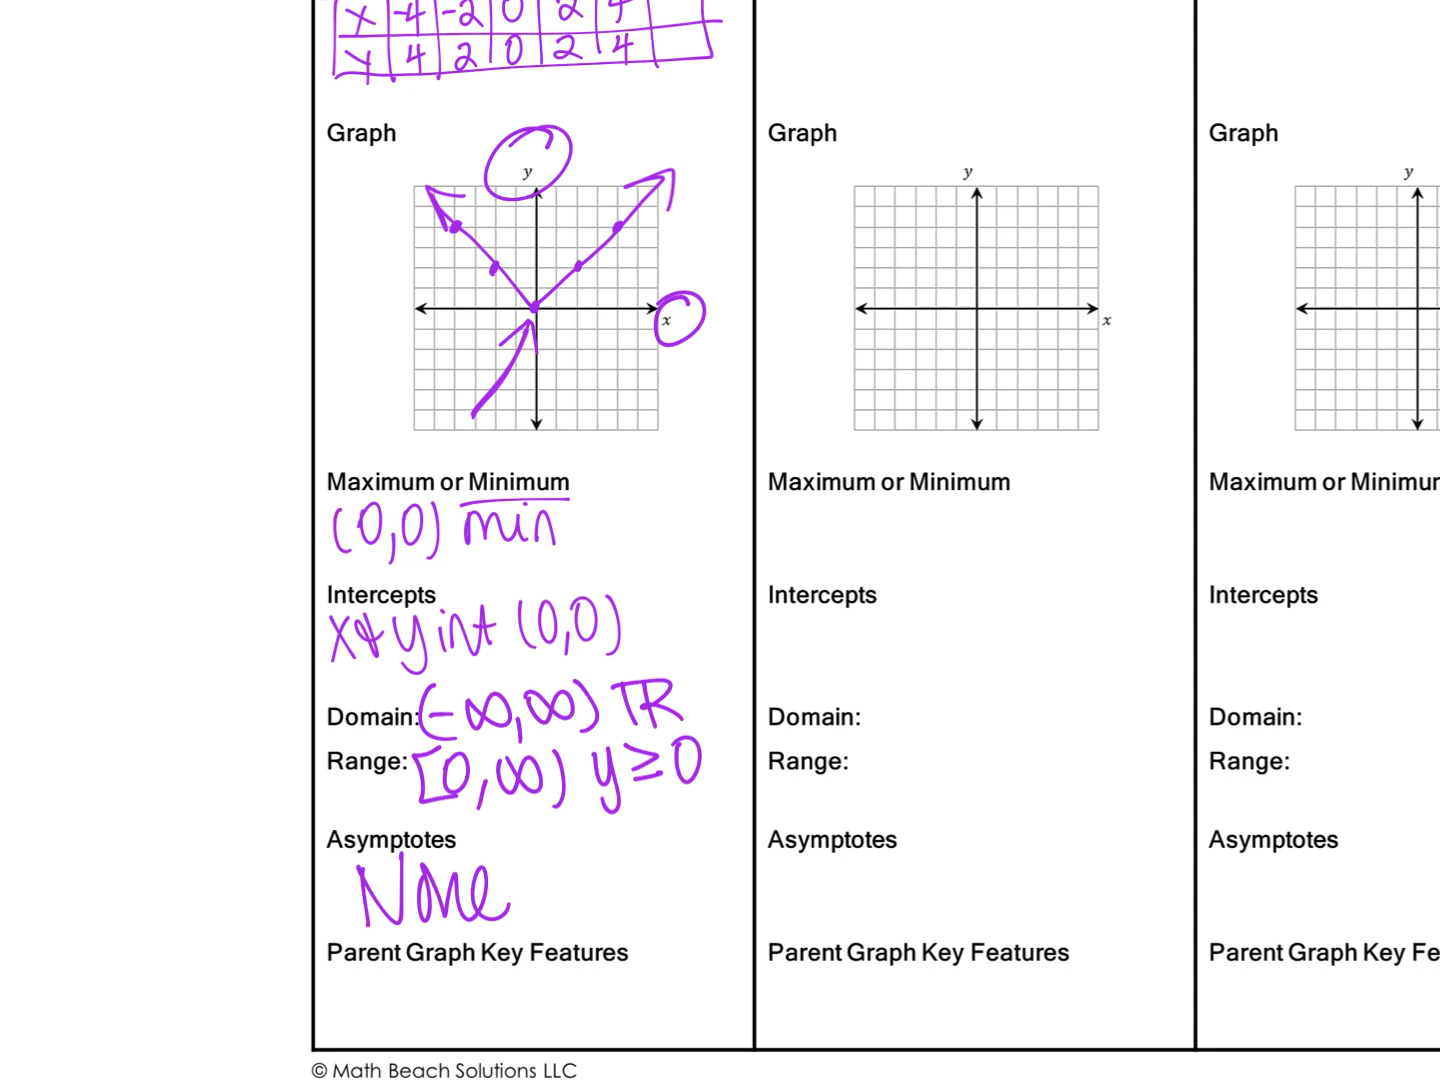 X -4 -2 0 2 4
y 4 2 0 2 4
Graph
y
x
Maximum or Minimum
(0,0) min
Intercepts
X & y int (0,0)
Domain: (-∞,∞) ℝ
Range: [0,∞) y≥0
Asymptotes
None
Parent Graph Key Features
Graph
y
x
Maximum or Minimum
Intercepts
Domain:
Range:
Asymptotes
Parent Graph Key Features
Graph
y
Maximum or Minimur
Intercepts
Domain:
Range:
Asymptotes
Parent Graph Key Fe
© Math Beach Solutions LLC